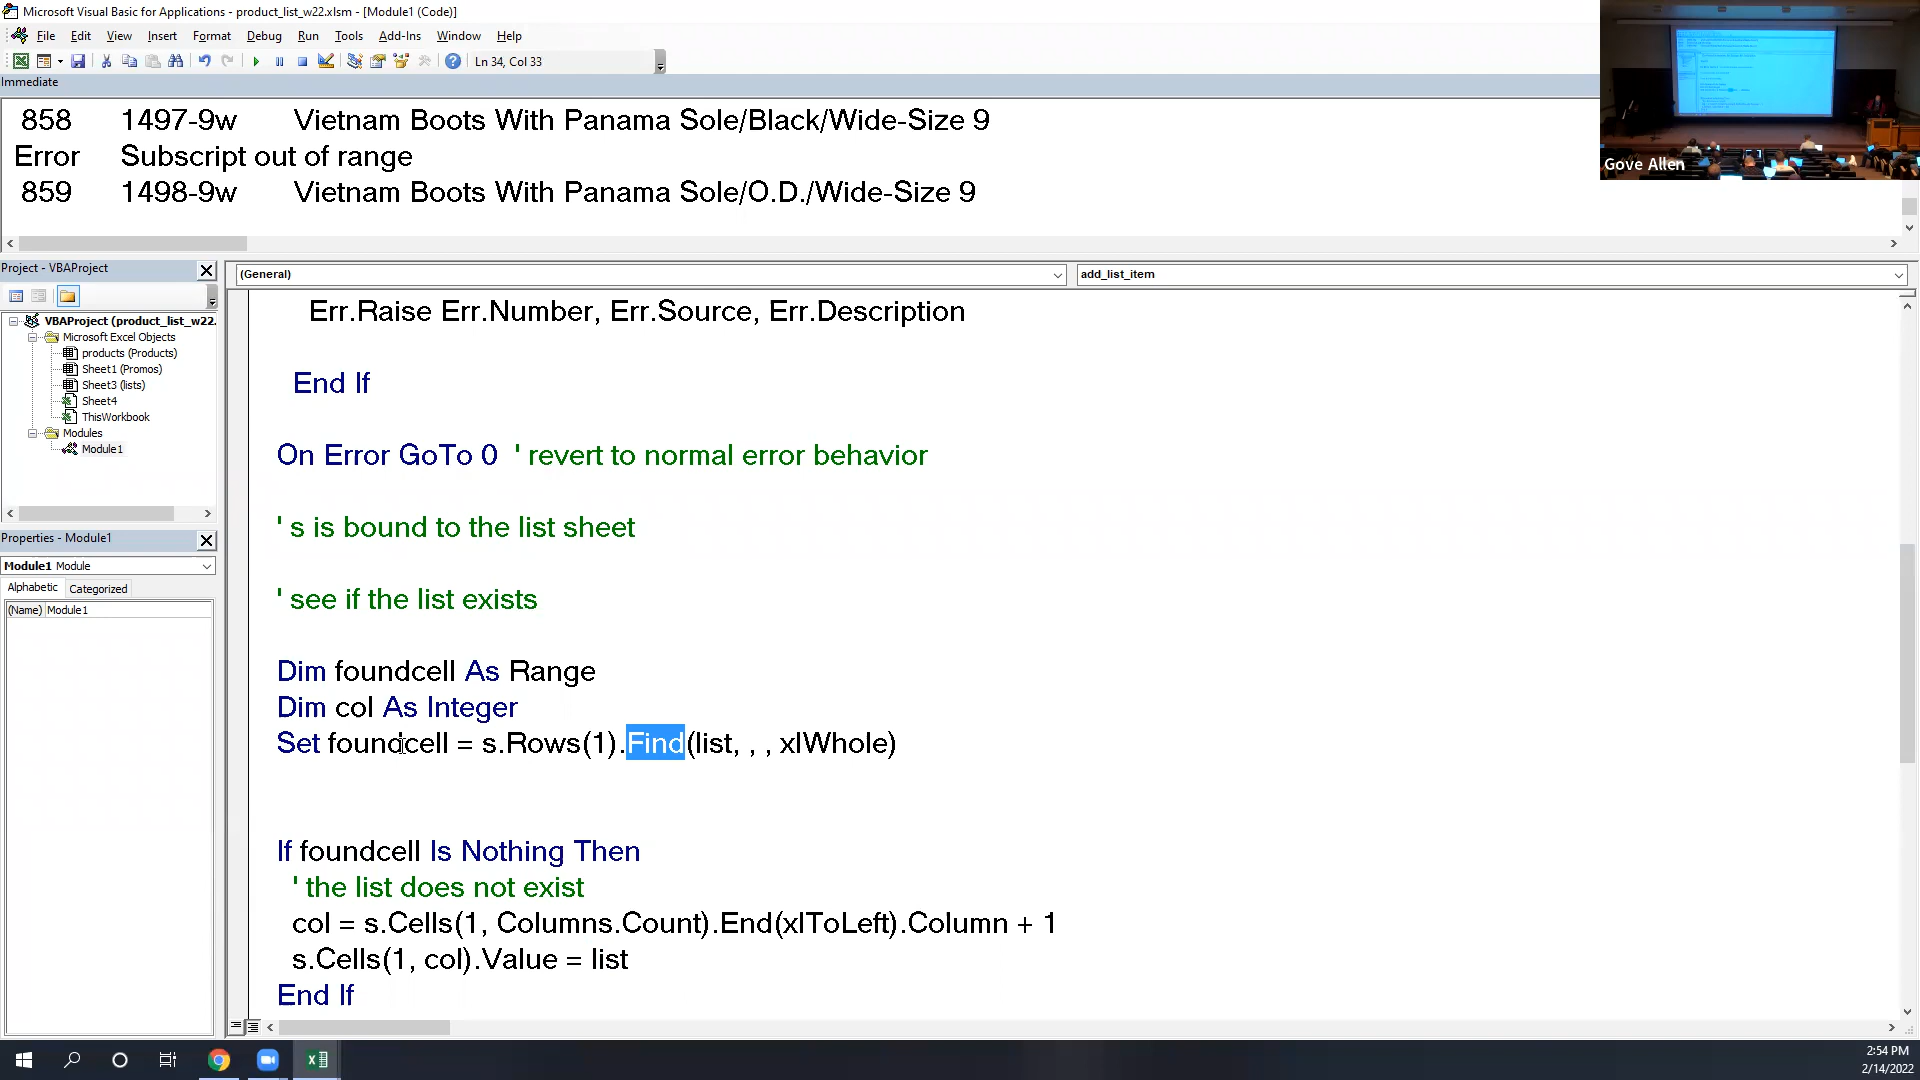 Microsoft Visual Basic for Applications - product_list_w22.xlsm - [Module1 (Code)]
File Edit View Insert Format Debug Run Tools Add-Ins Window Help
Ln 34, Col 33
Immediate
858 1497-9w Vietnam Boots With Panama Sole/Black/Wide-Size 9
Error Subscript out of range
859 1498-9w Vietnam Boots With Panama Sole/O.D./Wide-Size 9
Gove Allen
Project - VBAProject
VBAProject (product_list_w22.
Microsoft Excel Objects
products (Products)
Sheet1 (Promos)
Sheet3 (lists)
Sheet4
ThisWorkbook
Modules
Module1
Properties - Module1
Module1 Module
Alphabetic Categorized
(Name) Module1
(General) add_list_item
Err.Raise Err.Number, Err.Source, Err.Description
End If
On Error GoTo 0 ' revert to normal error behavior
' s is bound to the list sheet
' see if the list exists
Dim foundcell As Range
Dim col As Integer
Set foundcell = s.Rows(1).Find(list, , , xlWhole)
If foundcell Is Nothing Then
' the list does not exist
col = s.Cells(1, Columns.Count).End(xlToLeft).Column + 1
s.Cells(1, col).Value = list
End If
2:54 PM
2/14/2022